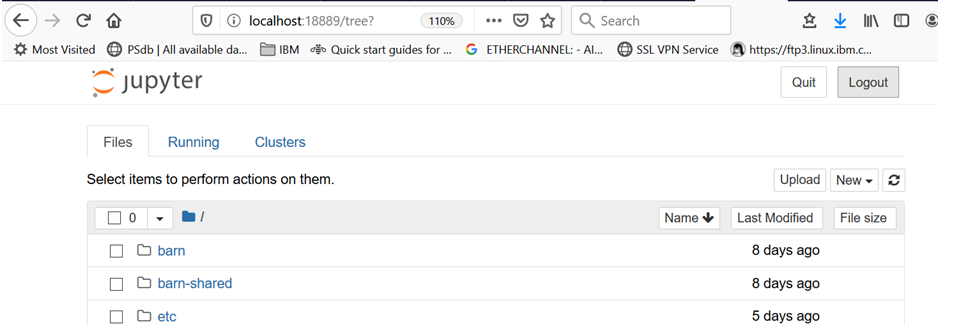 localhost:18889/tree? 110% ••• Search
Most Visited PSdb | All available da... IBM Quick start guides for ... ETHERCHANNEL: - Al... SSL VPN Service https://ftp3.linux.ibm.c...
jupyter Quit Logout
Files Running Clusters
Select items to perform actions on them. Upload New
0 / Name Last Modified File size
barn 8 days ago
barn-shared 8 days ago
etc 5 days ago